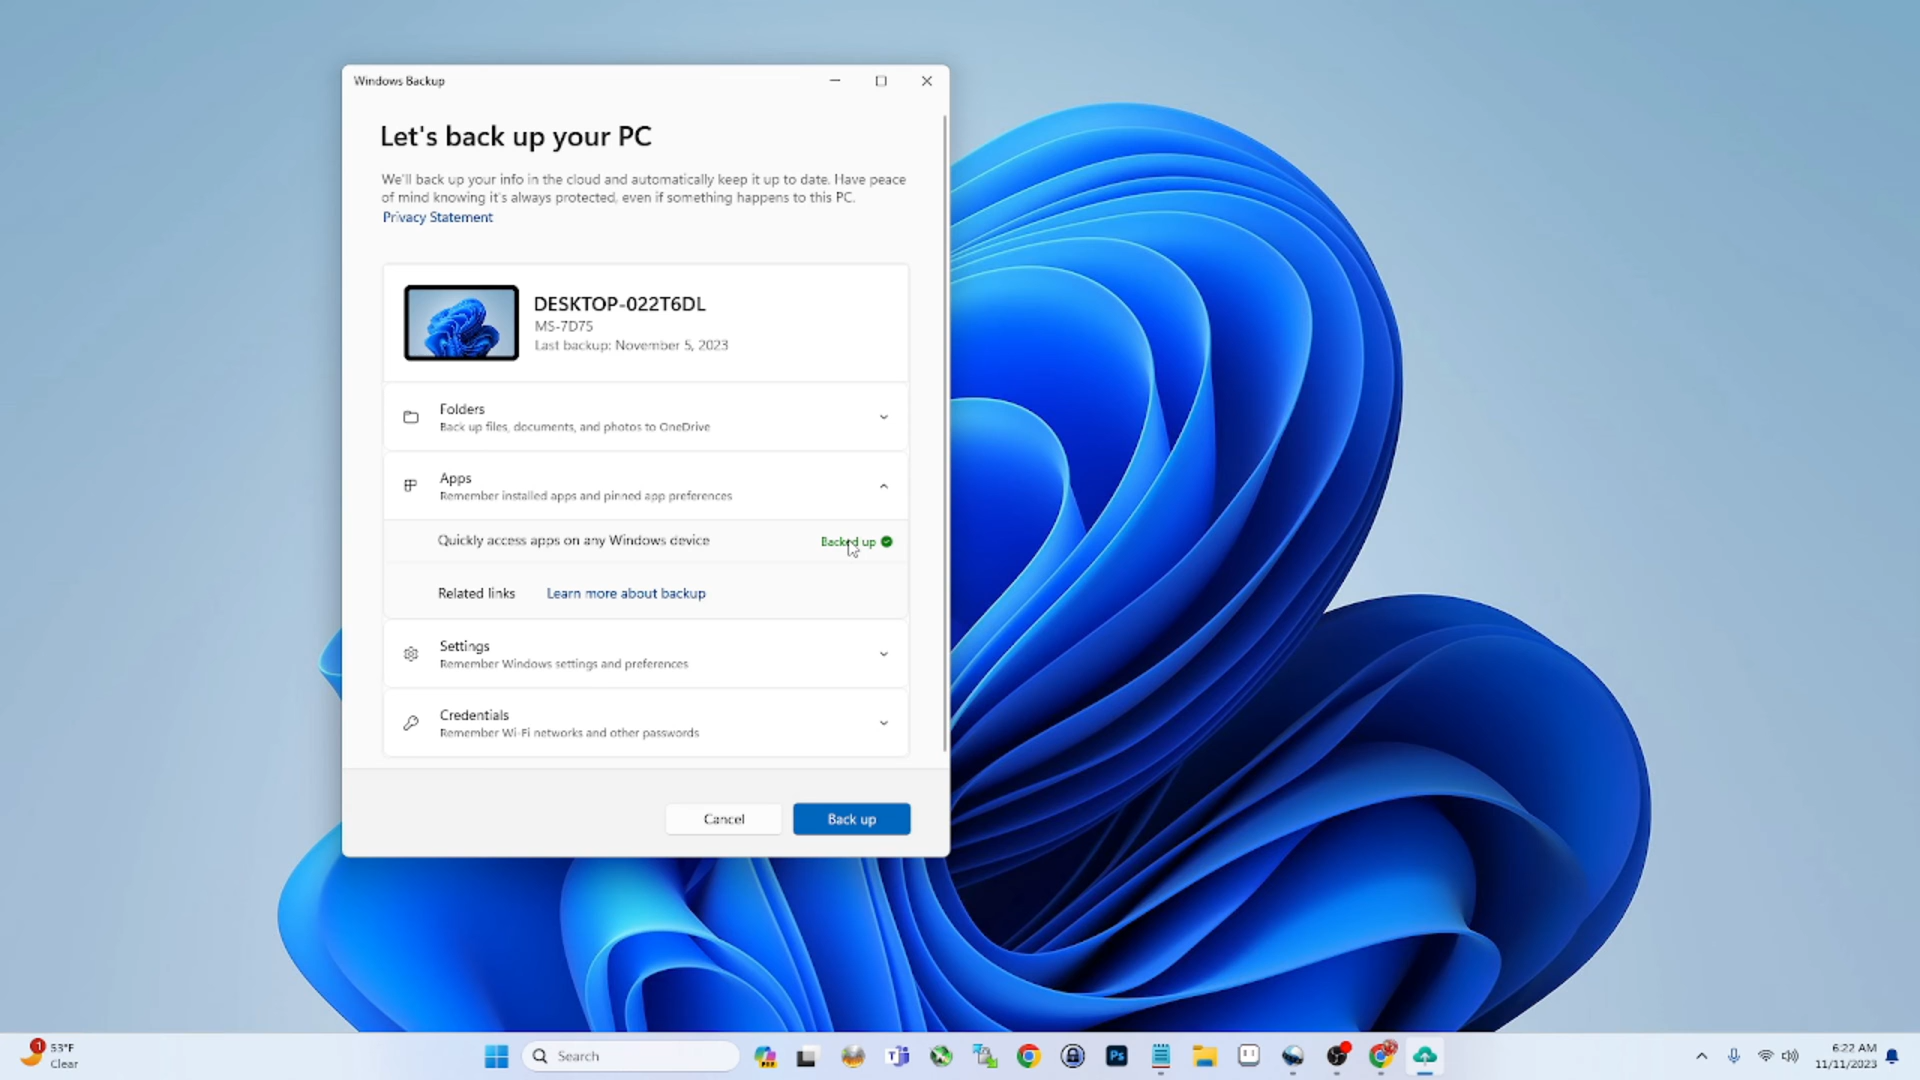 Windows Backup
Let's back up your PC
We'll back up your info in the cloud and automatically keep it up to date. Have peace
of mind knowing it's always protected, even if something happens to this PC.
Privacy Statement
DESKTOP-022T6DL
MS-7D75
Last backup: November 5, 2023
Folders
Back up files, documents, and photos to OneDrive
Apps
Remember installed apps and pinned app preferences
Quickly access apps on any Windows device
Backed up
Related links Learn more about backup
Settings
Remember Windows settings and preferences
Credentials
Remember Wi-Fi networks and other passwords
Cancel Back up
1
53°F
Clear
Search
Ps
6:22 AM
11/11/2023